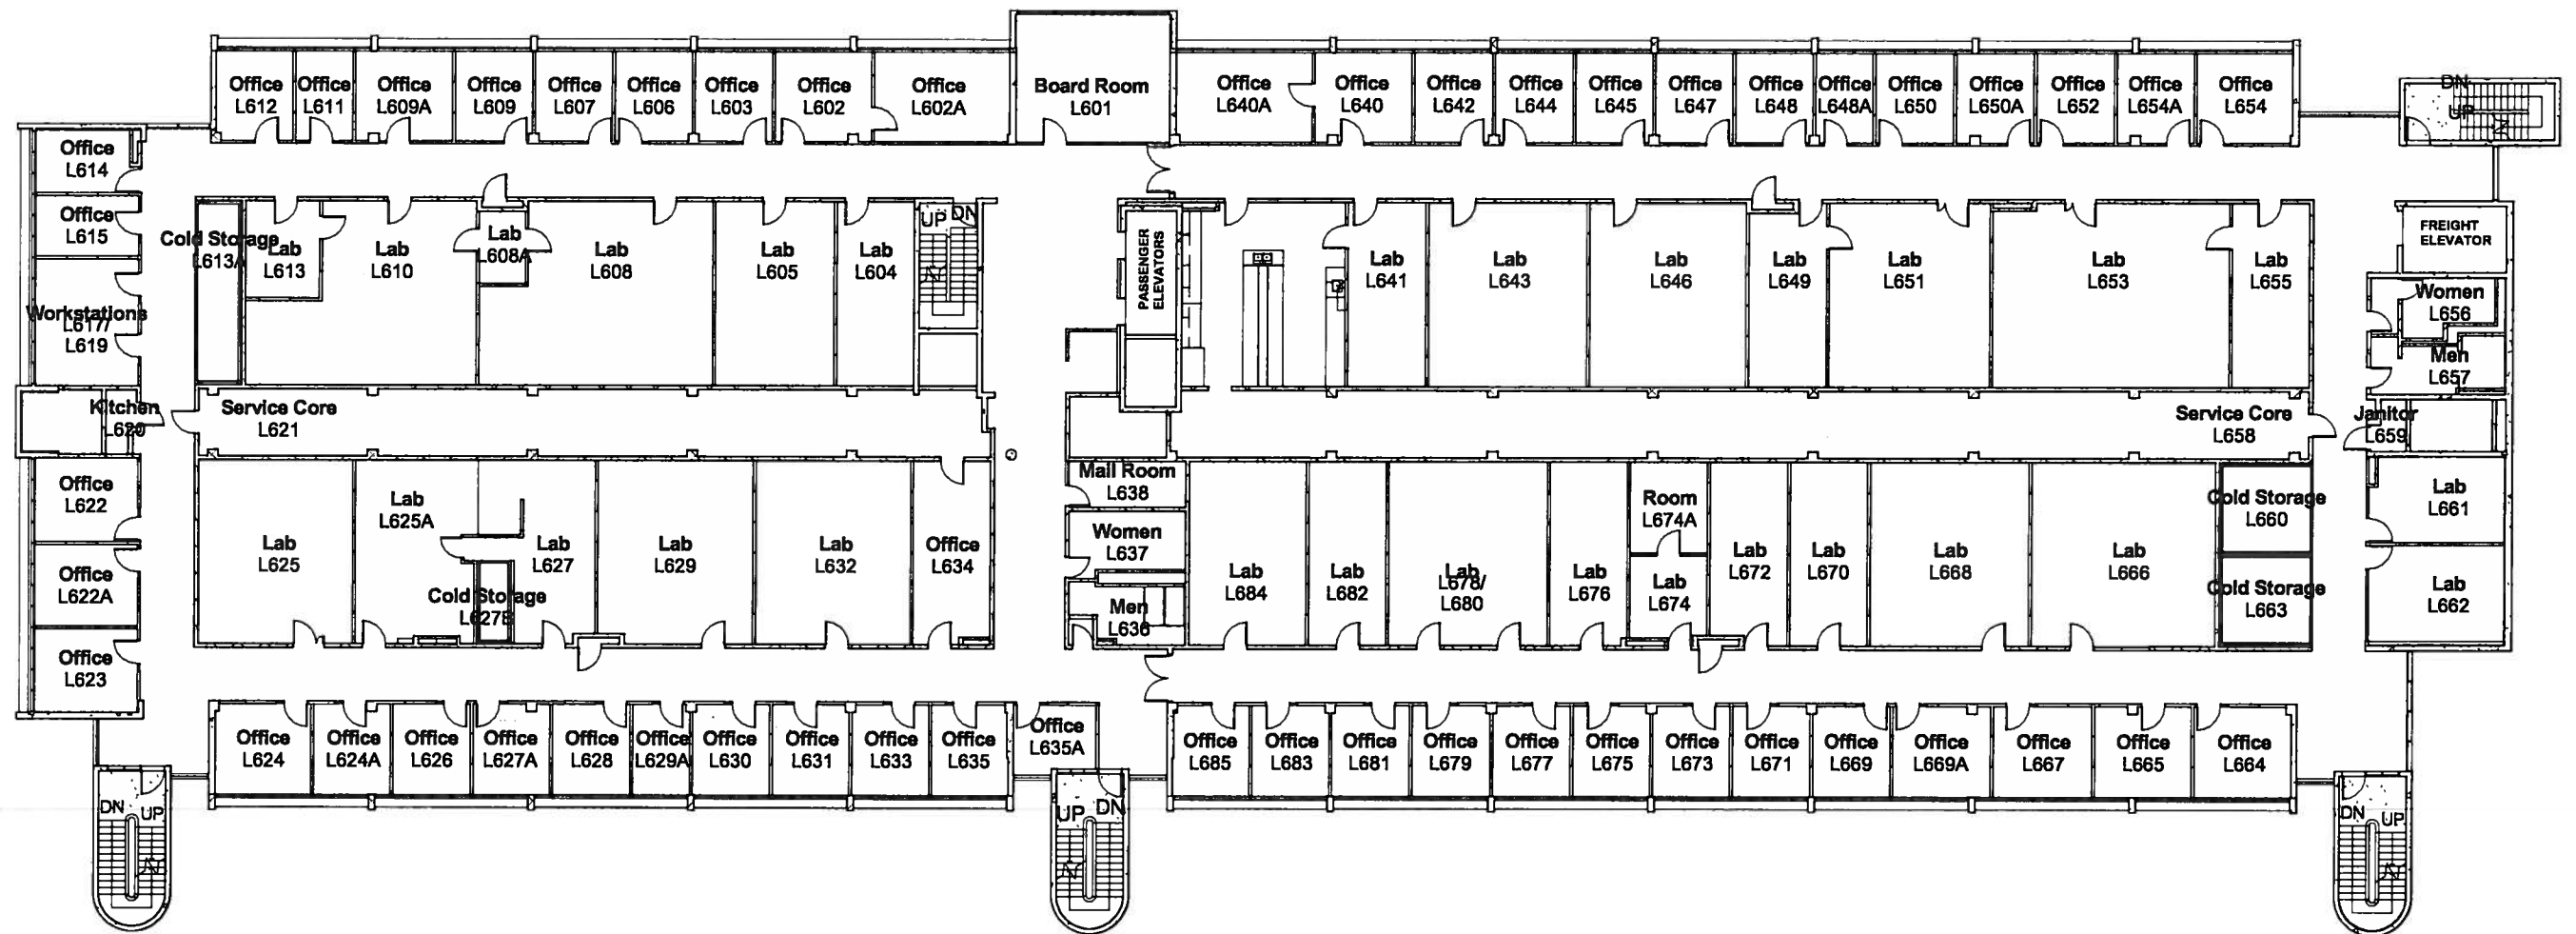 Office
L612
Office
L611
Office
L609A
Office
L609
Office
L607
Office
L606
Office
L603
Office
L602
Office
L602A
Board Room
L601
Office
L640A
Office
L640
Office
L642
Office
L644
Office
L645
Office
L647
Office
L648
Office
L648A
Office
L650
Office
L650A
Office
L652
Office
L654A
Office
L654
DN
UP
Office
L614
Office
L615
Workstations
L617/
L619
Cold Storage
L613A
Lab
L613
Lab
L610
Lab
L608A
Lab
L608
Lab
L605
Lab
L604
UP
DN
PASSENGER
ELEVATORS
Lab
L641
Lab
L643
Lab
L646
Lab
L649
Lab
L651
Lab
L653
Lab
L655
FREIGHT
ELEVATOR
Women
L656
Men
L657
Kitchen
L620
Service Core
L621
Service Core
L658
Janitor
L659
Office
L622
Office
L622A
Office
L623
Lab
L625
Lab
L625A
Cold Storage
L627B
Lab
L627
Lab
L629
Lab
L632
Office
L634
Mail Room
L638
Women
L637
Men
L636
Lab
L684
Lab
L682
Lab
L678/
L680
Lab
L676
Room
L674A
Lab
L674
Lab
L672
Lab
L670
Lab
L668
Lab
L666
Cold Storage
L660
Cold Storage
L663
Lab
L661
Lab
L662
Office
L624
Office
L624A
Office
L626
Office
L627A
Office
L628
Office
L629A
Office
L630
Office
L631
Office
L633
Office
L635
Office
L635A
Office
L685
Office
L683
Office
L681
Office
L679
Office
L677
Office
L675
Office
L673
Office
L671
Office
L669
Office
L669A
Office
L667
Office
L665
Office
L664
DN
UP
UP
DN
DN
UP